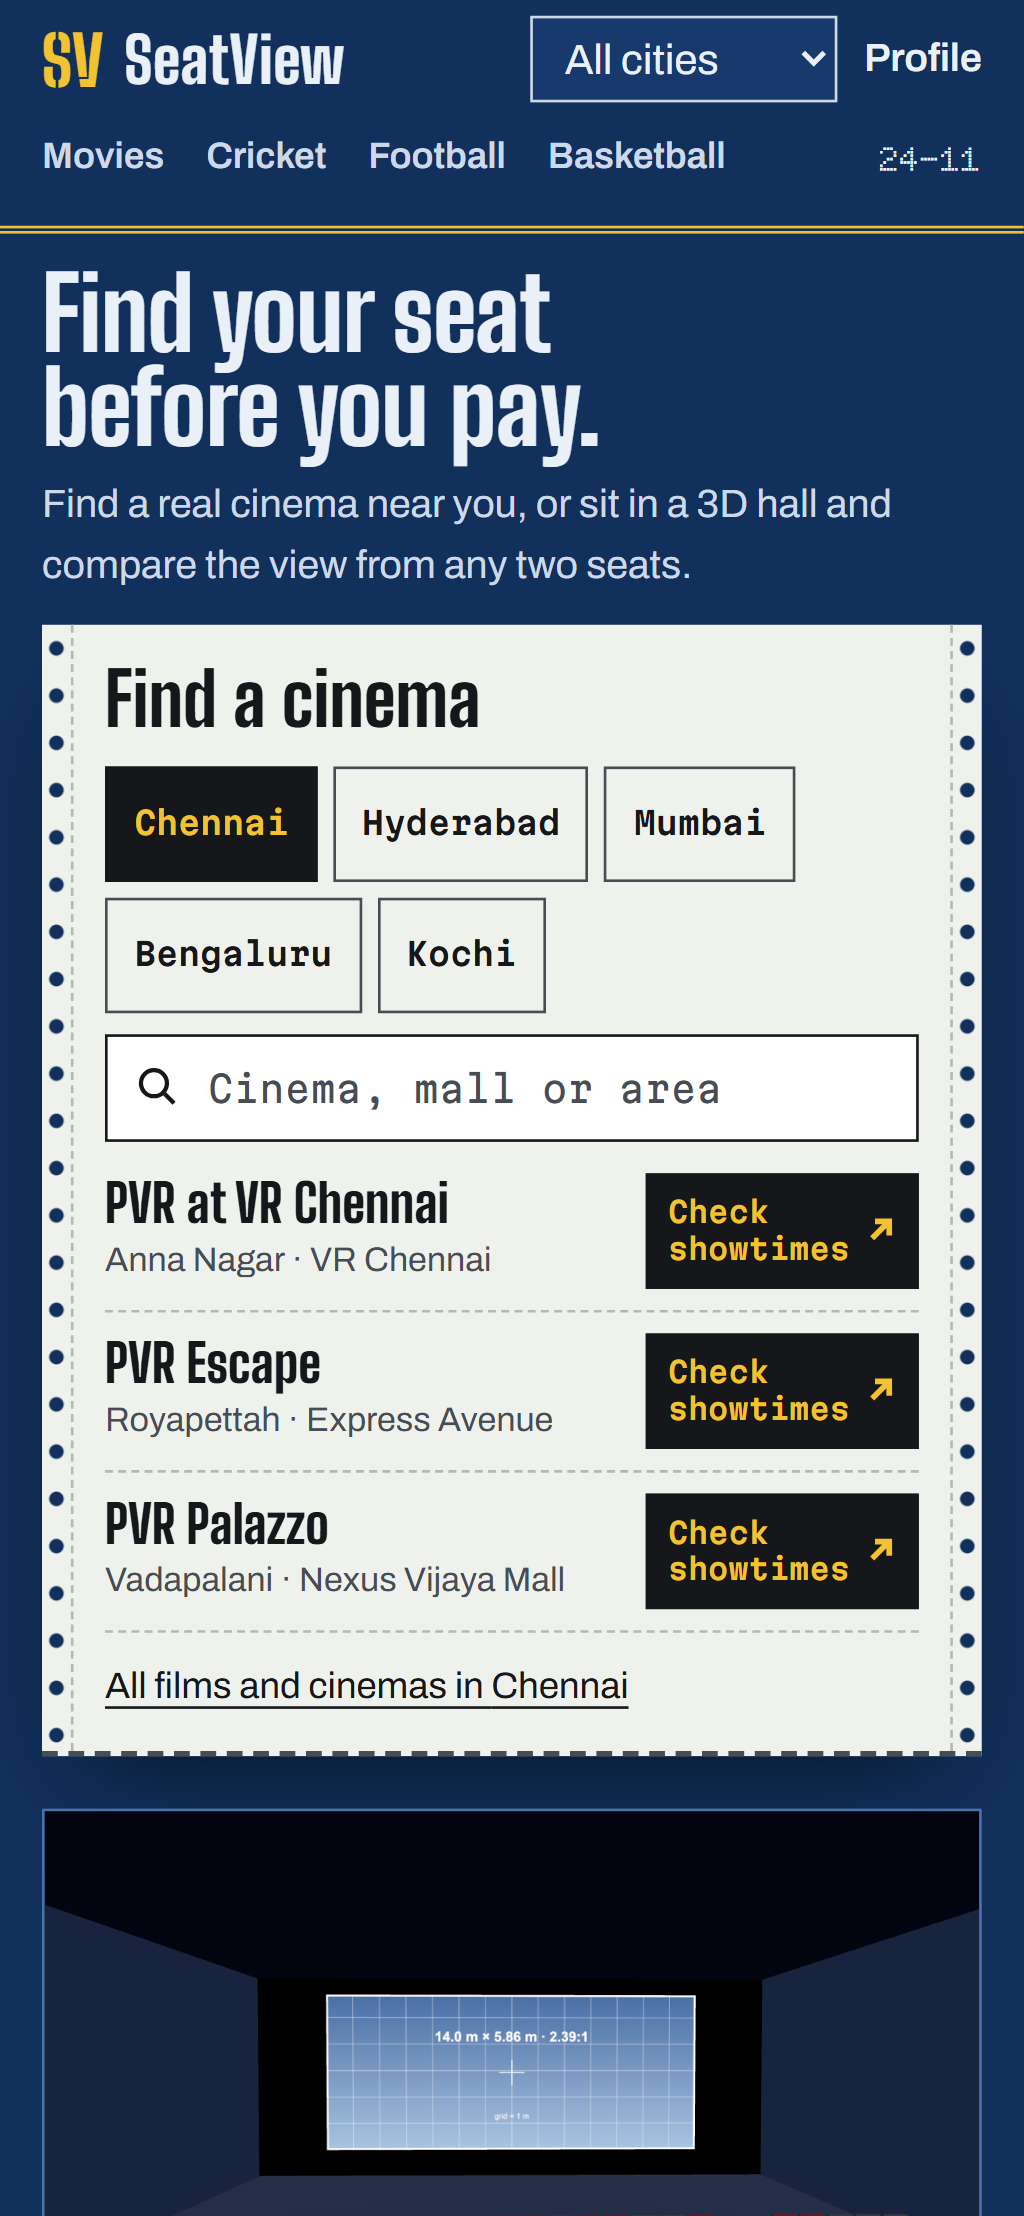 SV SeatView
All cities
Profile
Movies Cricket Football Basketball
24-11
Find your seat
before you pay.
Find a real cinema near you, or sit in a 3D hall and
compare the view from any two seats.
Find a cinema
Chennai Hyderabad Mumbai
Bengaluru Kochi
Cinema, mall or area
PVR at VR Chennai
Anna Nagar · VR Chennai
Check
showtimes
PVR Escape
Royapettah · Express Avenue
Check
showtimes
PVR Palazzo
Vadapalani · Nexus Vijaya Mall
Check
showtimes
All films and cinemas in Chennai
14.0 m × 5.86 m · 2.39:1
grid = 1 m